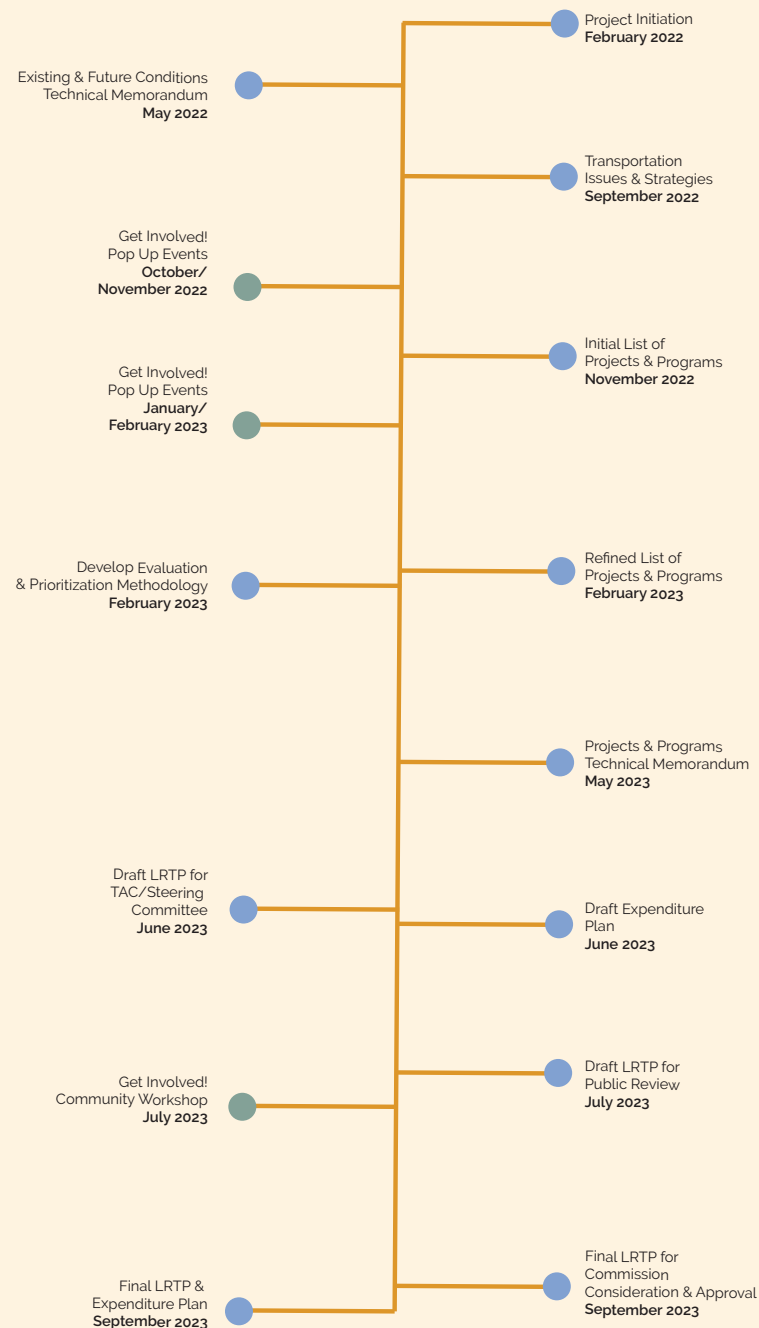 Project Initiation
February 2022
Existing & Future Conditions
Technical Memorandum
May 2022
Transportation
Issues & Strategies
September 2022
Get Involved!
Pop Up Events
October/
November 2022
Initial List of
Projects & Programs
November 2022
Get Involved!
Pop Up Events
January/
February 2023
Refined List of
Projects & Programs
February 2023
Develop Evaluation
& Prioritization Methodology
February 2023
Projects & Programs
Technical Memorandum
May 2023
Draft LRTP for
TAC/Steering
Committee
June 2023
Draft Expenditure
Plan
June 2023
Draft LRTP for
Public Review
July 2023
Get Involved!
Community Workshop
July 2023
Final LRTP for
Commission
Consideration & Approval
September 2023
Final LRTP &
Expenditure Plan
September 2023